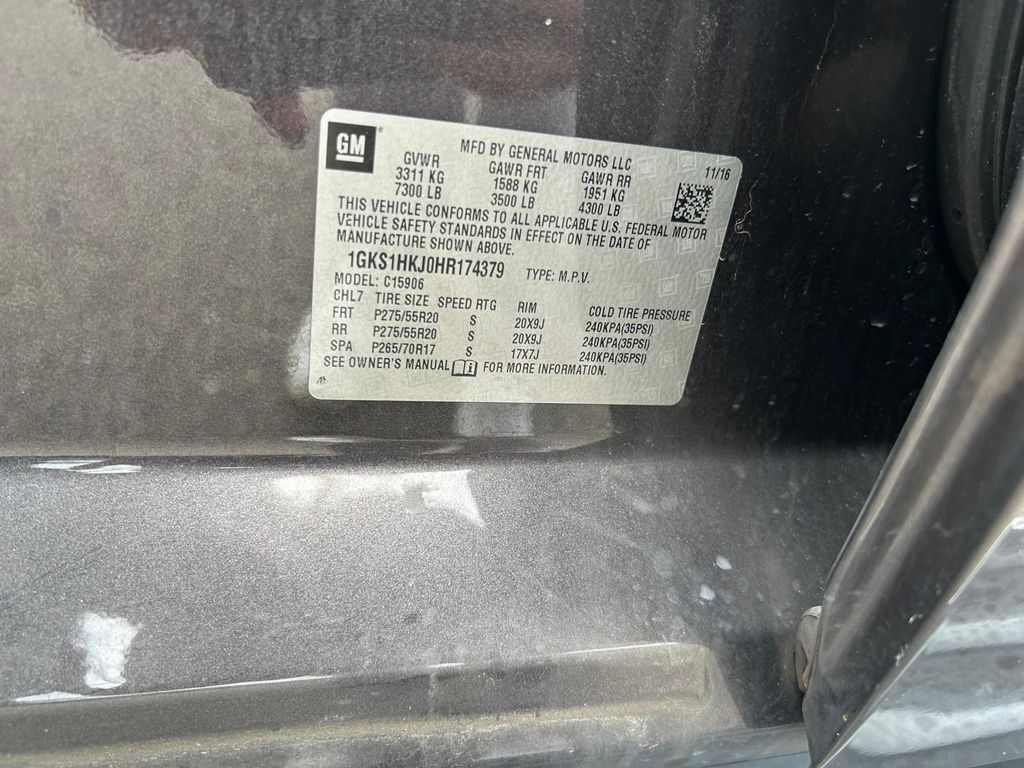 GM
MFD BY GENERAL MOTORS LLC 11/16
GVWR GAWR FRT GAWR RR
3311 KG 1588 KG 1951 KG
7300 LB 3500 LB 4300 LB
THIS VEHICLE CONFORMS TO ALL APPLICABLE U.S. FEDERAL MOTOR
VEHICLE SAFETY STANDARDS IN EFFECT ON THE DATE OF
MANUFACTURE SHOWN ABOVE.
1GKS1HKJ0HR174379 TYPE: M.P.V.
MODEL: C15906
CHL7 TIRE SIZE SPEED RTG RIM COLD TIRE PRESSURE
FRT P275/55R20 S 20X9J 240KPA(35PSI)
RR P275/55R20 S 20X9J 240KPA(35PSI)
SPA P265/70R17 S 17X7J 240KPA(35PSI)
SEE OWNER'S MANUAL FOR MORE INFORMATION.